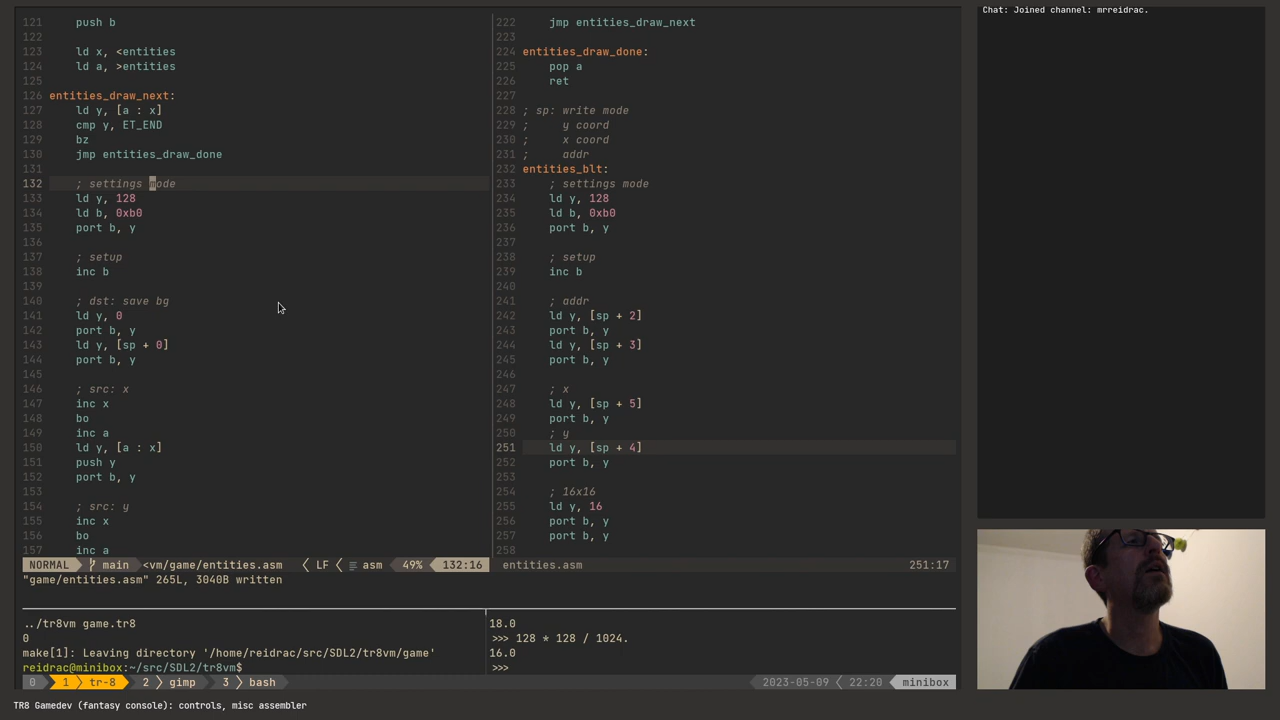 121 push b
122
123 ld x, <entities
124 ld a, >entities
125
126 entities_draw_next:
127 ld y, [a : x]
128 cmp y, ET_END
129 bz
130 jmp entities_draw_done
131
132 ; settings mode
133 ld y, 128
134 ld b, 0xb0
135 port b, y
136
137 ; setup
138 inc b
139
140 ; dst: save bg
141 ld y, 0
142 port b, y
143 ld y, [sp + 0]
144 port b, y
145
146 ; src: x
147 inc x
148 bo
149 inc a
150 ld y, [a : x]
151 push y
152 port b, y
153
154 ; src: y
155 inc x
156 bo
157 inc a
NORMAL main <vm/game/entities.asm LF asm 49% 132:16
"game/entities.asm" 265L, 3040B written
222 jmp entities_draw_next
223
224 entities_draw_done:
225 pop a
226 ret
227
228 ; sp: write mode
229 ; y coord
230 ; x coord
231 ; addr
232 entities_blt:
233 ; settings mode
234 ld y, 128
235 ld b, 0xb0
236 port b, y
237
238 ; setup
239 inc b
240
241 ; addr
242 ld y, [sp + 2]
243 port b, y
244 ld y, [sp + 3]
245 port b, y
246
247 ; x
248 ld y, [sp + 5]
249 port b, y
250 ; y
251 ld y, [sp + 4]
252 port b, y
253
254 ; 16x16
255 ld y, 16
256 port b, y
257 port b, y
258
entities.asm 251:17
../tr8vm game.tr8
0
make[1]: Leaving directory '/home/reidrac/src/SDL2/tr8vm/game'
reidrac@minibox:~/src/SDL2/tr8vm$
18.0
>>> 128 * 128 / 1024.
16.0
>>>
0 1 tr-8 2 gimp 3 bash 2023-05-09 22:20 minibox
TR8 Gamedev (fantasy console): controls, misc assembler
Chat: Joined channel: mrreidrac.